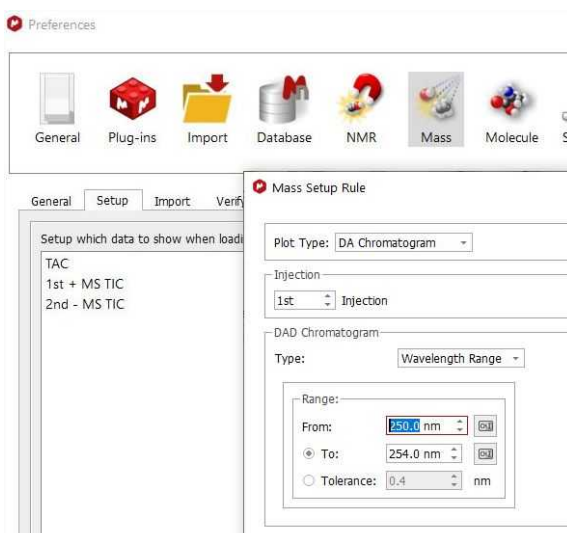 Preferences
General Plug-ins Import Database NMR Mass Molecule
General Setup Import
Mass Setup Rule
Setup which data to show when
TAC
1st + MS TIC
2nd - MS TIC
Plot Type: DA Chromatogram
Injection
1st Injection
DAD Chromatogram
Type: Wavelength Range
Range:
From: 250.0 nm
To: 254.0 nm
Tolerance: 0.4 nm